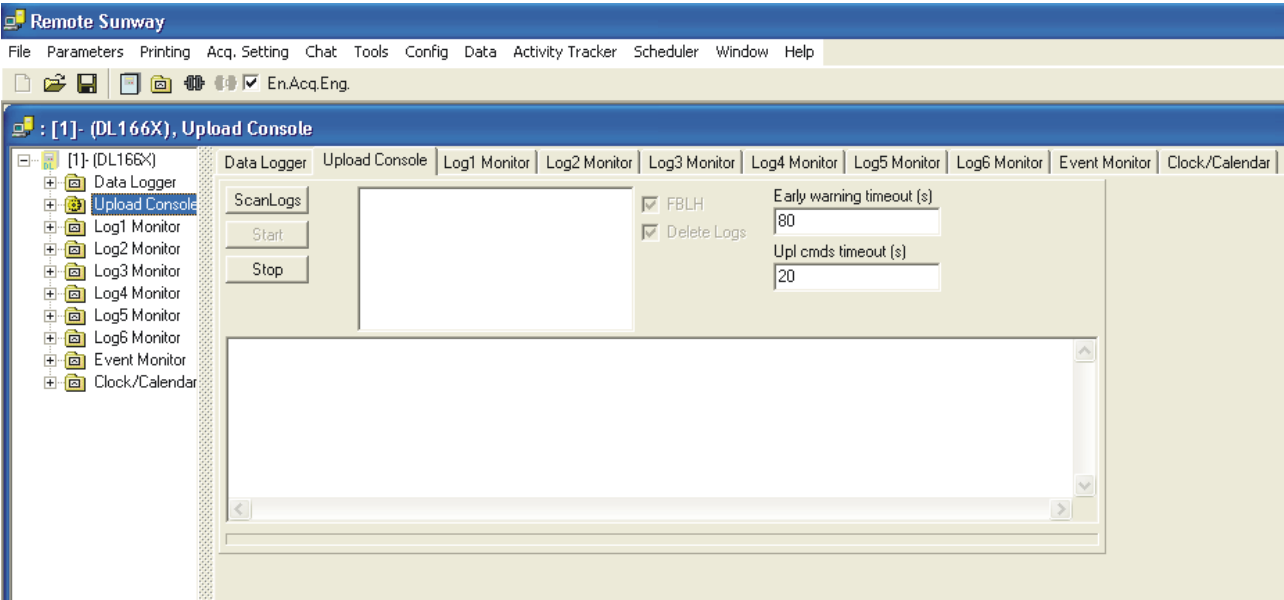 Remote Sunway
File Parameters Printing Acq. Setting Chat Tools Config Data Activity Tracker Scheduler Window Help
En.Acq.Eng.
: [1]- (DL166X), Upload Console
[1]- (DL166X)
Data Logger
Upload Console
Log1 Monitor
Log2 Monitor
Log3 Monitor
Log4 Monitor
Log5 Monitor
Log6 Monitor
Event Monitor
Clock/Calendar
Data Logger Upload Console Log1 Monitor Log2 Monitor Log3 Monitor Log4 Monitor Log5 Monitor Log6 Monitor Event Monitor Clock/Calendar
ScanLogs
Start
Stop
FBLH
Delete Logs
Early warning timeout (s)
80
Upl cmds timeout (s)
20